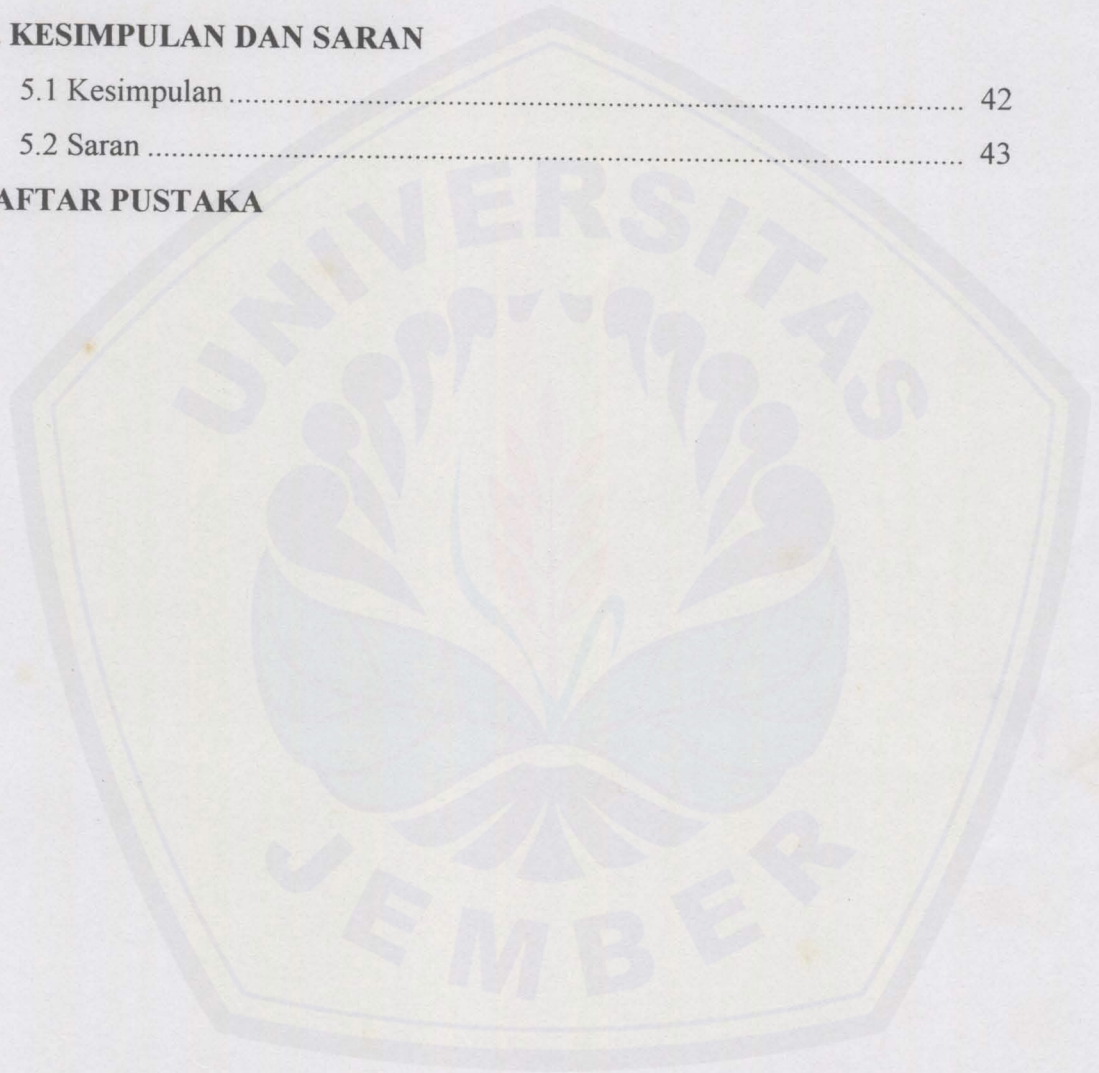 . KESIMPULAN DAN SARAN
5.1 Kesimpulan ........................................................................................ 42
5.2 Saran .................................................................................................. 43
AFTAR PUSTAKA
UNIVERSITAS
JEMBER